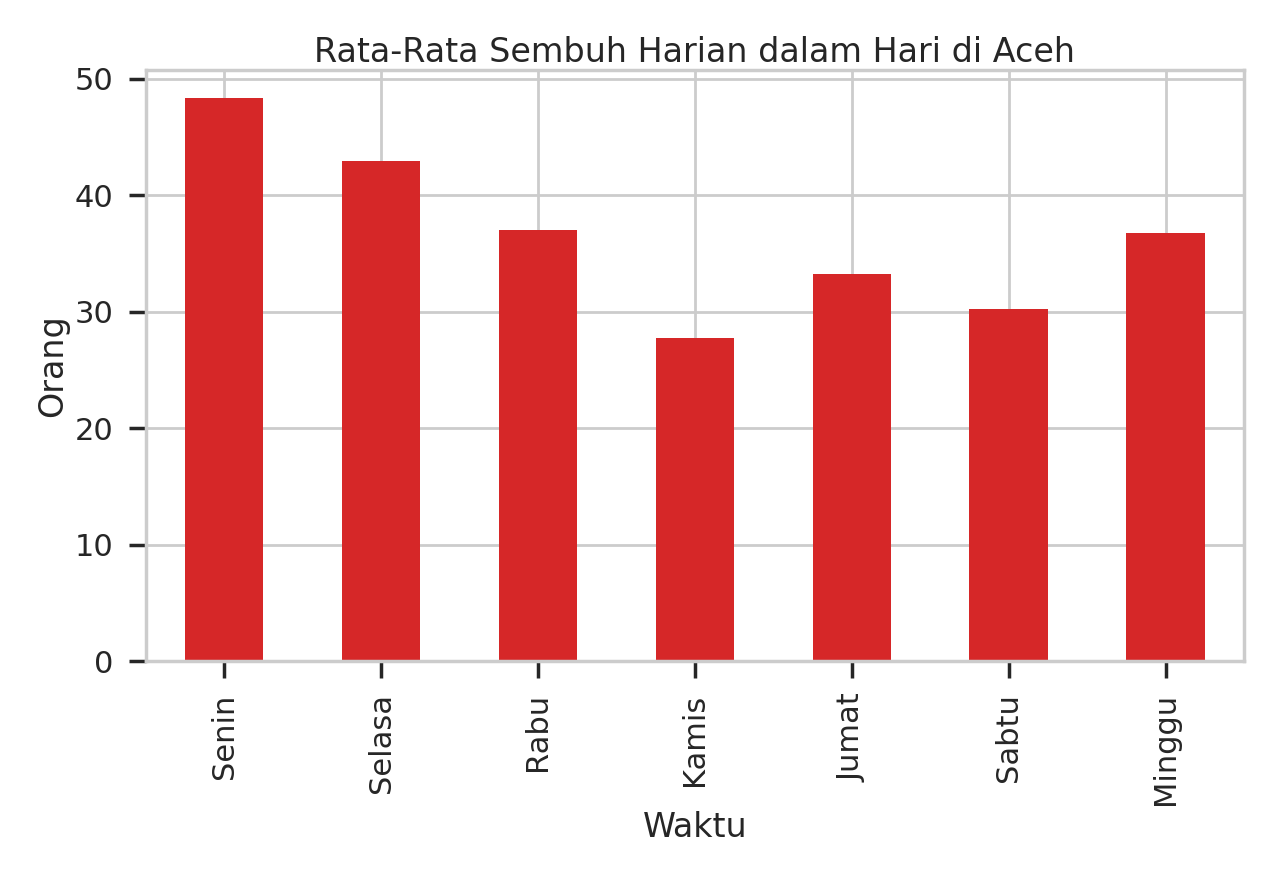 Rata-Rata Sembuh Harian dalam Hari di Aceh
50
40
30
20
10
0
Orang
Senin
Selasa
Rabu
Kamis
Jumat
Sabtu
Minggu
Waktu